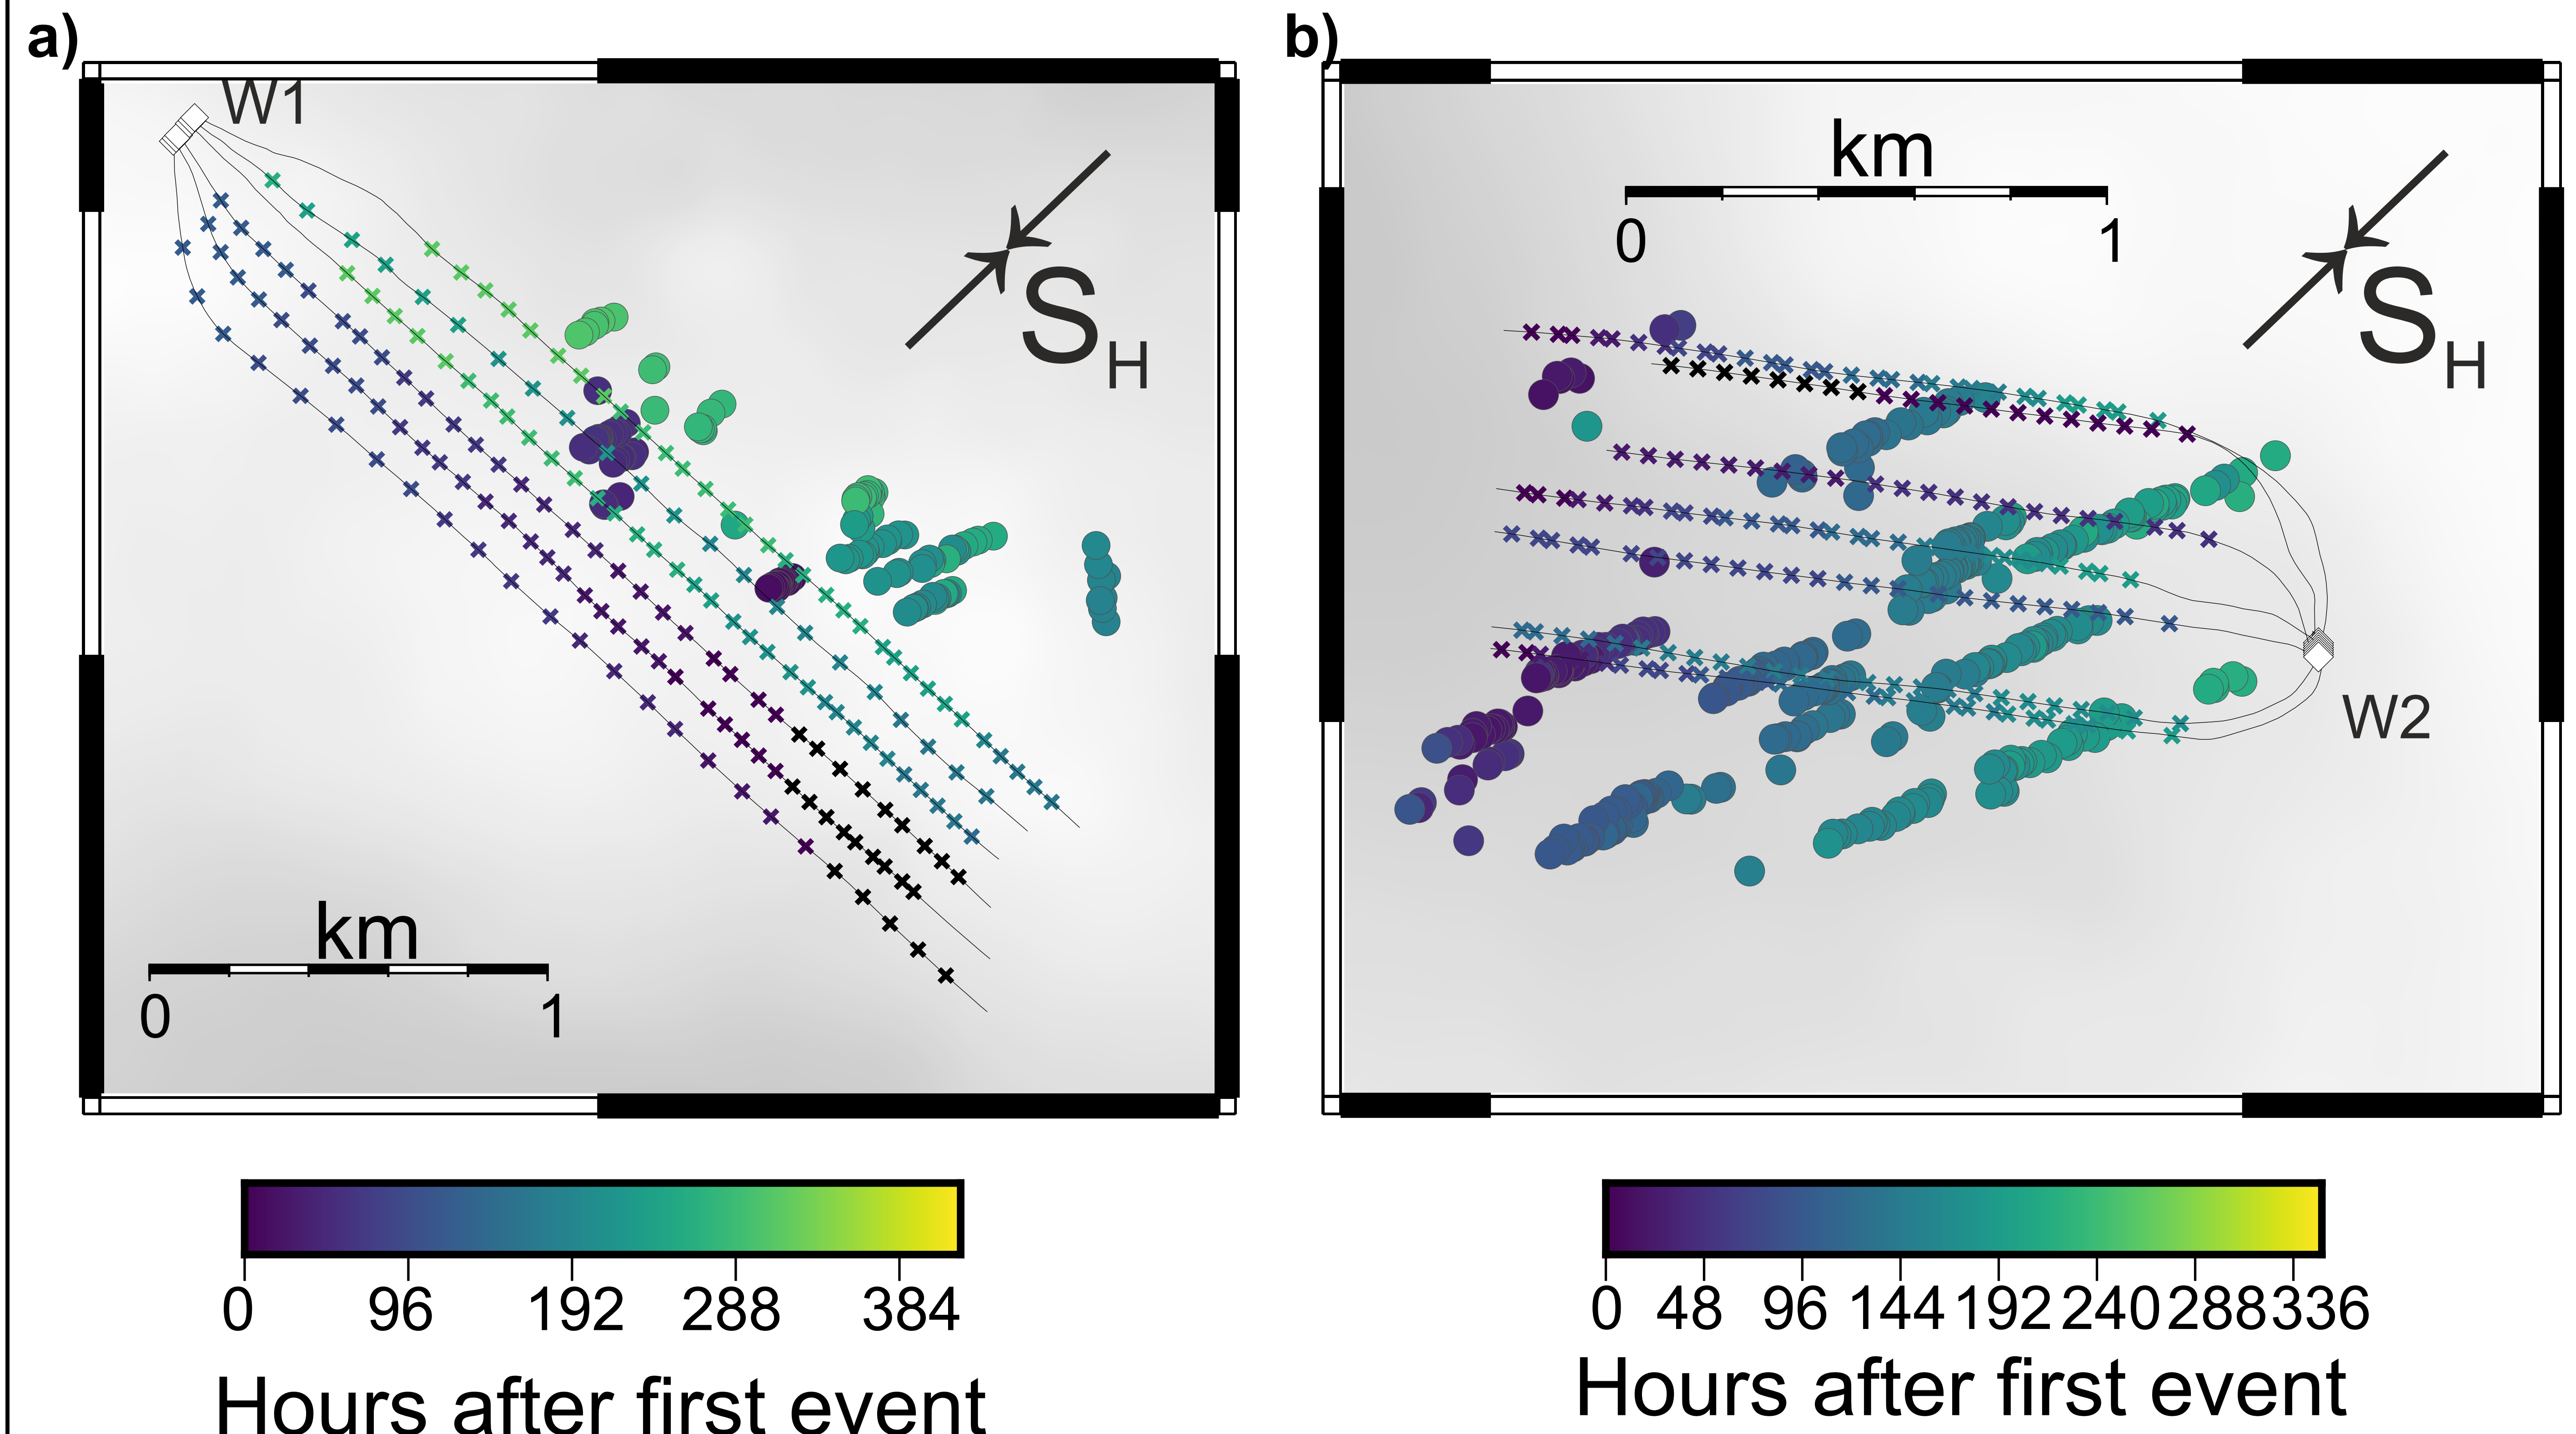 a)
W1
S
H
km
0 1
0 96 192 288 384
Hours after first event
b)
km
0 1
S
H
W2
0 48 96 144 192 240 288 336
Hours after first event